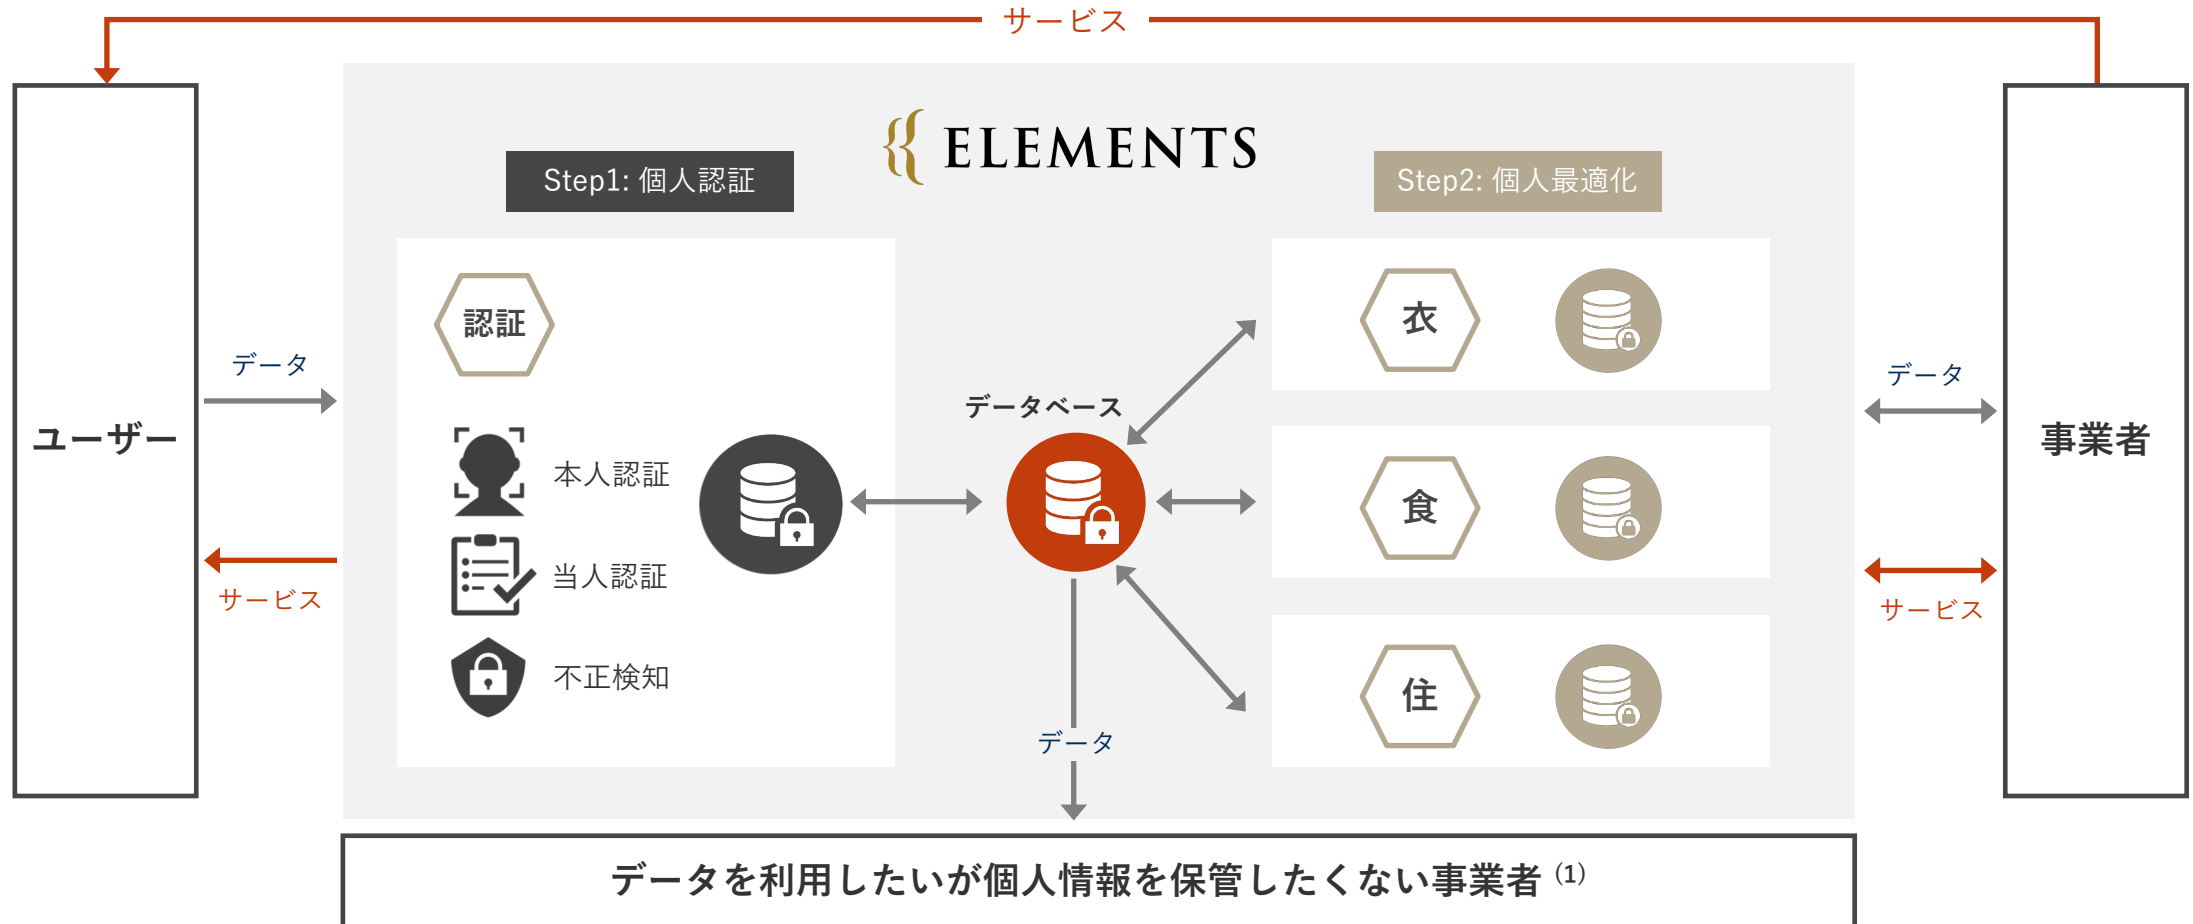 サービス
ELEMENTS
Step1: 個人認証
Step2: 個人最適化
ユーザー
データ
サービス
認証
本人認証
当人認証
不正検知
データベース
データ
衣
食
住
データ
サービス
事業者
データを利用したいが個人情報を保管したくない事業者 (1)